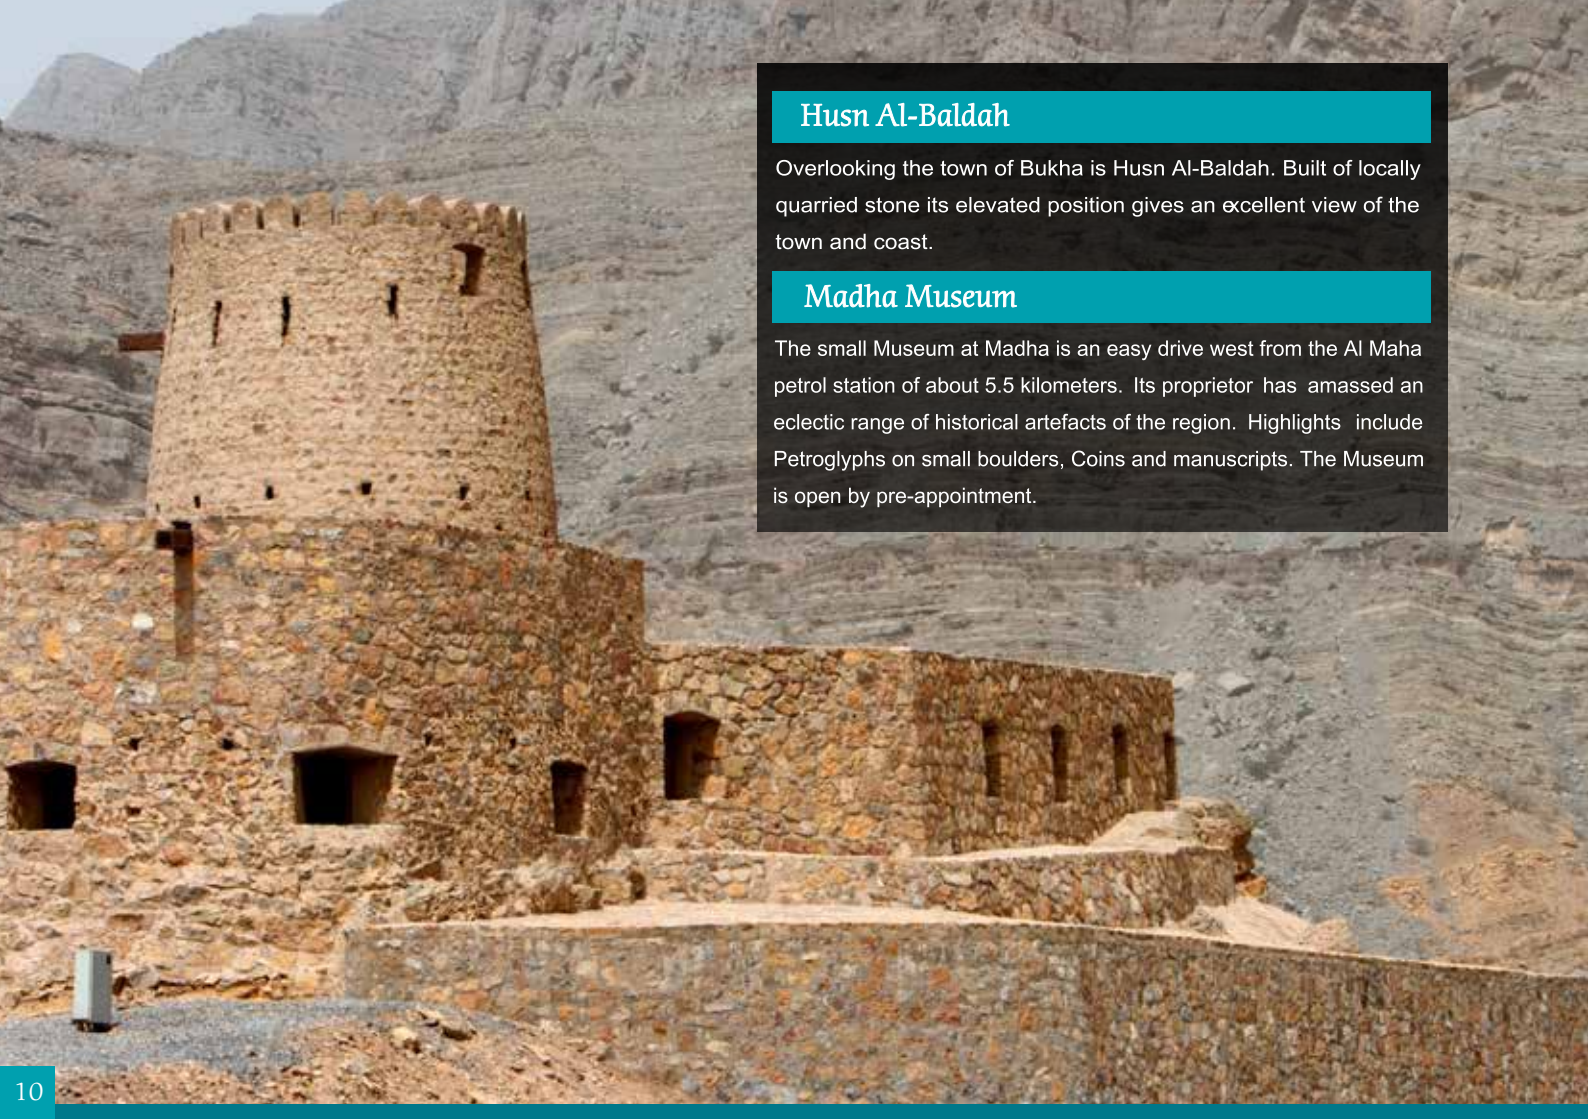 Husn Al-Baldah
Overlooking the town of Bukha is Husn Al-Baldah. Built of locally
quarried stone its elevated position gives an excellent view of the
town and coast.
Madha Museum
The small Museum at Madha is an easy drive west from the Al Maha
petrol station of about 5.5 kilometers. Its proprietor has amassed an
eclectic range of historical artefacts of the region. Highlights include
Petroglyphs on small boulders, Coins and manuscripts. The Museum
is open by pre-appointment.
10